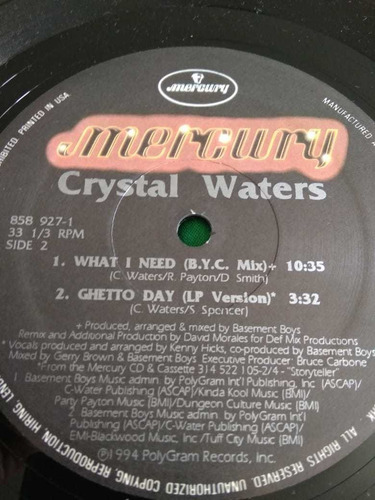 mercury
mercury
Crystal Waters
858 927-1
33 1/3 RPM
SIDE 2
1. WHAT I NEED (B.Y.C. Mix)+ 10:35
(C. Waters/R. Payton/D. Smith)
2. GHETTO DAY (LP Version)* 3:32
(C. Waters/S. Spencer)
+ Produced, arranged & mixed by Basement Boys
Remix and Additional Production by David Morales for Def Mix Productions
* Vocals produced and arranged by Kenny Hicks, co-produced by Basement Boys
Mixed by Gerry Brown & Basement Boys Executive Producer: Bruce Carbone
*From the Mercury CD & Cassette 314 522 105-2/4 - "Storyteller"
1 Basement Boys Music admin. by PolyGram Int'l Publishing, Inc (ASCAP)/
C-Water Publishing (ASCAP)/Kinda Kool Music (BMI)/
Party Payton Music (BMI)/Dungeon Culture Music (BMI)
2. Basement Boys Music admin. by PolyGram Int'l
Publishing (ASCAP)/C-Water Publishing (ASCAP)/
EMI-Blackwood Music, Inc./Tuff City Music (BMI)
℗©1994 PolyGram Records, Inc.
PRINTED IN USA
MANUFACTURED
ALL RIGHTS RESERVED UNAUTHORIZED COPYING, REPRODUCTION, HIRING,